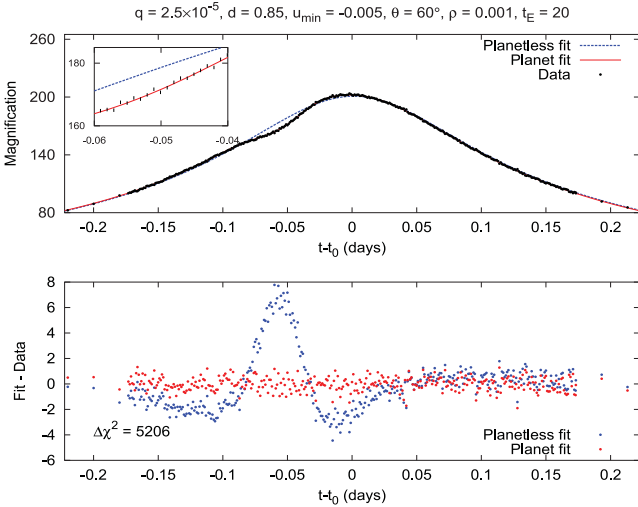 q = 2.5×10⁻⁵, d = 0.85, u_min = -0.005, θ = 60°, ρ = 0.001, t_E = 20
Magnification
260
200
140
80
Planetless fit
Planet fit
Data
180
160
-0.06 -0.05 -0.04
-0.2 -0.15 -0.1 -0.05 0 0.05 0.1 0.15 0.2
t-t₀ (days)
Fit - Data
8
6
4
2
0
-2
-4
-6
Δχ² = 5206
Planetless fit
Planet fit
-0.2 -0.15 -0.1 -0.05 0 0.05 0.1 0.15 0.2
t-t₀ (days)